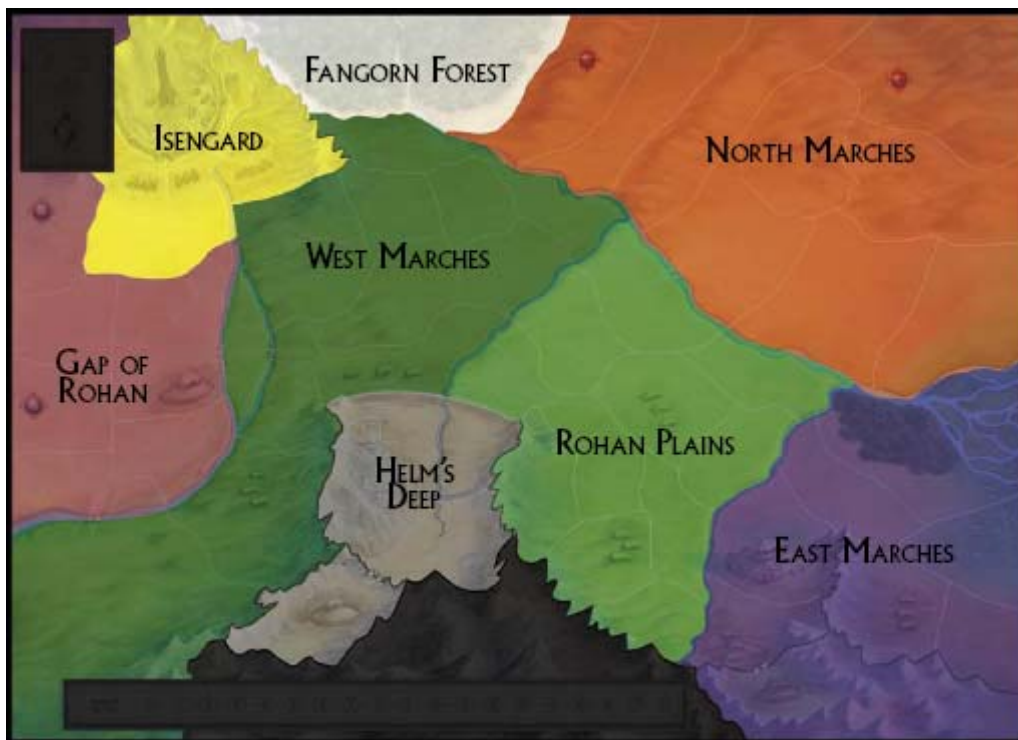 Fangorn Forest
Isengard
North Marches
West Marches
Gap of
Rohan
Rohan Plains
Helm's
Deep
East Marches